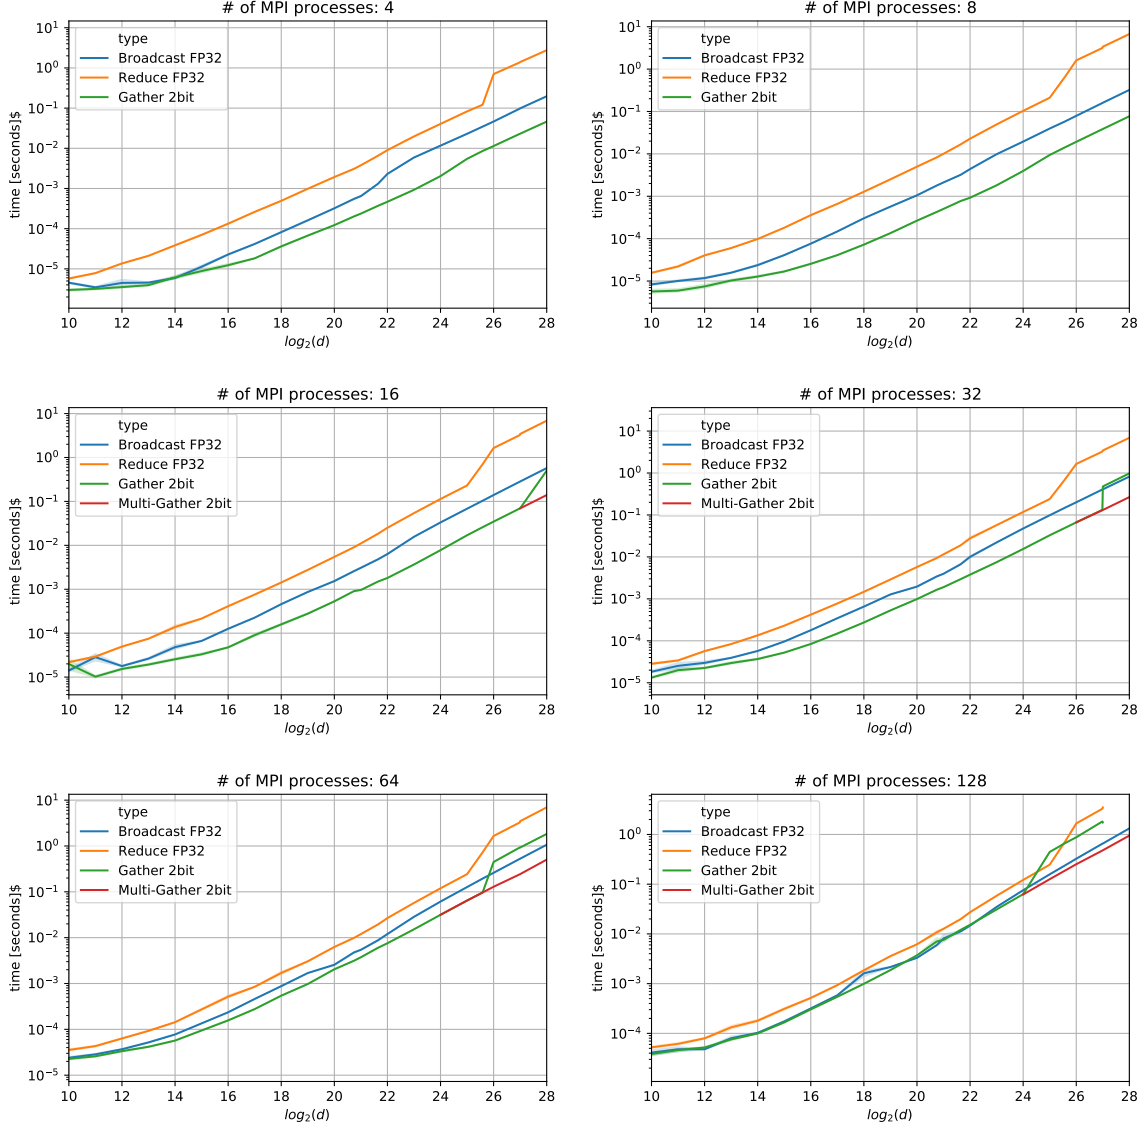 # of MPI processes: 4
type
Broadcast FP32
Reduce FP32
Gather 2bit
10¹
10⁰
10⁻¹
10⁻²
10⁻³
10⁻⁴
10⁻⁵
time [seconds]$
10 12 14 16 18 20 22 24 26 28
log₂(d)
# of MPI processes: 8
type
Broadcast FP32
Reduce FP32
Gather 2bit
10¹
10⁰
10⁻¹
10⁻²
10⁻³
10⁻⁴
10⁻⁵
time [seconds]$
10 12 14 16 18 20 22 24 26 28
log₂(d)
# of MPI processes: 16
type
Broadcast FP32
Reduce FP32
Gather 2bit
Multi-Gather 2bit
10¹
10⁰
10⁻¹
10⁻²
10⁻³
10⁻⁴
10⁻⁵
time [seconds]$
10 12 14 16 18 20 22 24 26 28
log₂(d)
# of MPI processes: 32
type
Broadcast FP32
Reduce FP32
Gather 2bit
Multi-Gather 2bit
10¹
10⁰
10⁻¹
10⁻²
10⁻³
10⁻⁴
10⁻⁵
time [seconds]$
10 12 14 16 18 20 22 24 26 28
log₂(d)
# of MPI processes: 64
type
Broadcast FP32
Reduce FP32
Gather 2bit
Multi-Gather 2bit
10¹
10⁰
10⁻¹
10⁻²
10⁻³
10⁻⁴
10⁻⁵
time [seconds]$
10 12 14 16 18 20 22 24 26 28
log₂(d)
# of MPI processes: 128
type
Broadcast FP32
Reduce FP32
Gather 2bit
Multi-Gather 2bit
10⁰
10⁻¹
10⁻²
10⁻³
10⁻⁴
time [seconds]$
10 12 14 16 18 20 22 24 26 28
log₂(d)